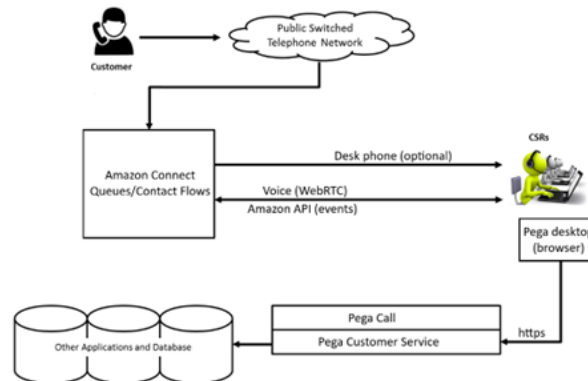 Public Switched
Telephone Network
Customer
CSRs
Amazon Connect
Queues/Contact Flows
Desk phone (optional)
Voice (WebRTC)
Amazon API (events)
Pega desktop
(browser)
Pega Call
Pega Customer Service
https
Other Applications and Database